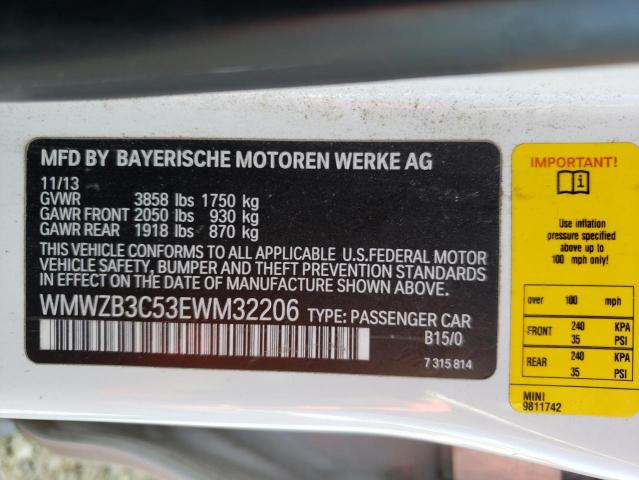 MFD BY BAYERISCHE MOTOREN WERKE AG
11/13
GVWR 3858 lbs 1750 kg
GAWR FRONT 2050 lbs 930 kg
GAWR REAR 1918 lbs 870 kg
THIS VEHICLE CONFORMS TO ALL APPLICABLE U.S.FEDERAL MOTOR
VEHICLE SAFETY, BUMPER AND THEFT PREVENTION STANDARDS
IN EFFECT ON THE DATE OF MANUFACTURE SHOWN ABOVE.
WMWZB3C53EWM32206 TYPE: PASSENGER CAR
B15/0
7 315 814
IMPORTANT!
i
Use inflation
pressure specified
above 3 up to
100 mph only!
over 100 mph
FRONT 240 KPA
35 PSI
REAR 240 KPA
35 PSI
MINI
9811742